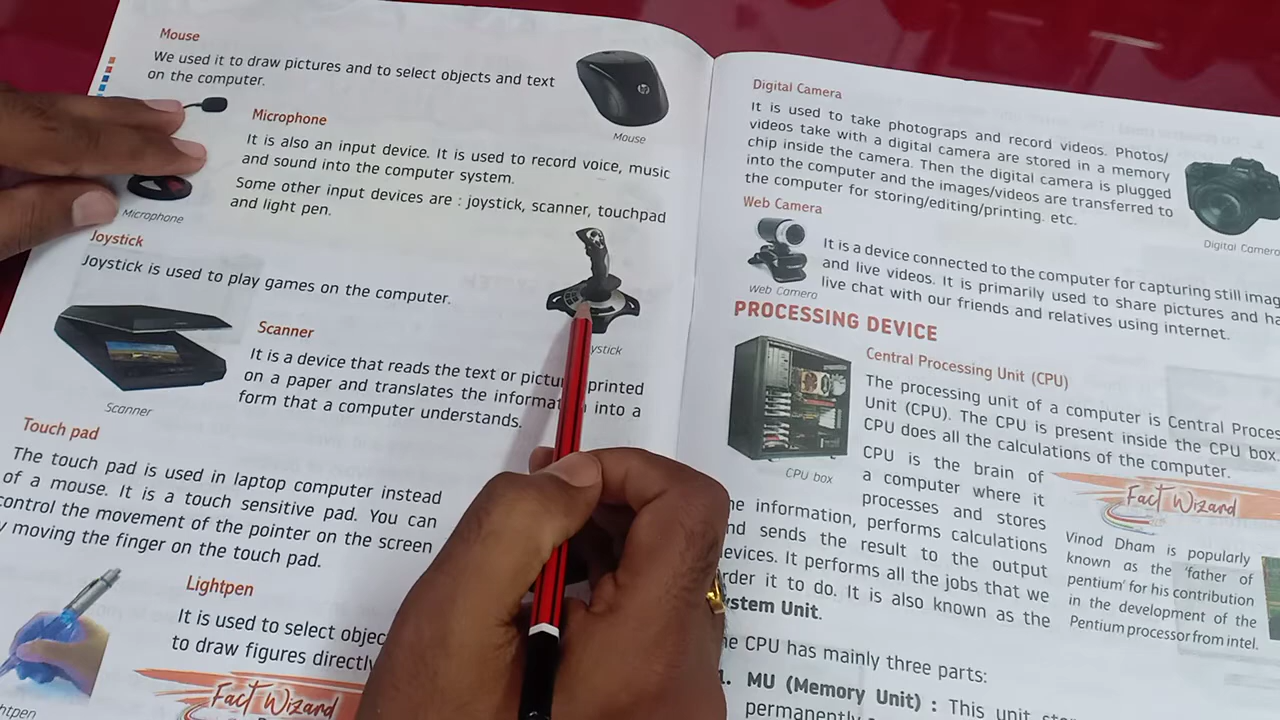 Mouse
We used it to draw pictures and to select objects and text
on the computer.
Mouse
Microphone
It is also an input device. It is used to record voice, music
and sound into the computer system.
Microphone
Some other input devices are : joystick, scanner, touchpad
and light pen.
Joystick
Joystick is used to play games on the computer.
ystick
Scanner
It is a device that reads the text or pictu printed
on a paper and translates the informat into a
form that a computer understands.
Scanner
Touch pad
The touch pad is used in laptop computer instead
of a mouse. It is a touch sensitive pad. You can
control the movement of the pointer on the screen
y moving the finger on the touch pad.
Lightpen
It is used to select objec
to draw figures directly
htpen
Fact Wizard
Digital Camera
It is used to take photograps and record videos. Photos/
videos take with a digital camera are stored in a memory
chip inside the camera. Then the digital camera is plugged
into the computer and the images/videos are transferred to
the computer for storing/editing/printing. etc.
Digital Camera
Web Camera
It is a device connected to the computer for capturing still imag
and live videos. It is primarily used to share pictures and ha
live chat with our friends and relatives using internet.
Web Camera
PROCESSING DEVICE
Central Processing Unit (CPU)
The processing unit of a computer is Central Proces
Unit (CPU). The CPU is present inside the CPU box.
CPU does all the calculations of the computer.
CPU box
CPU is the brain of
a computer where it
processes and stores
he information, performs calculations
nd sends the result to the output
evices. It performs all the jobs that we
rder it to do. It is also known as the
ystem Unit.
Fact Wizard
Vinod Dham is popularly
known as the father of
pentium' for his contribution
in the development of the
Pentium processor from intel.
he CPU has mainly three parts:
1. MU (Memory Unit) : This unit
permanently